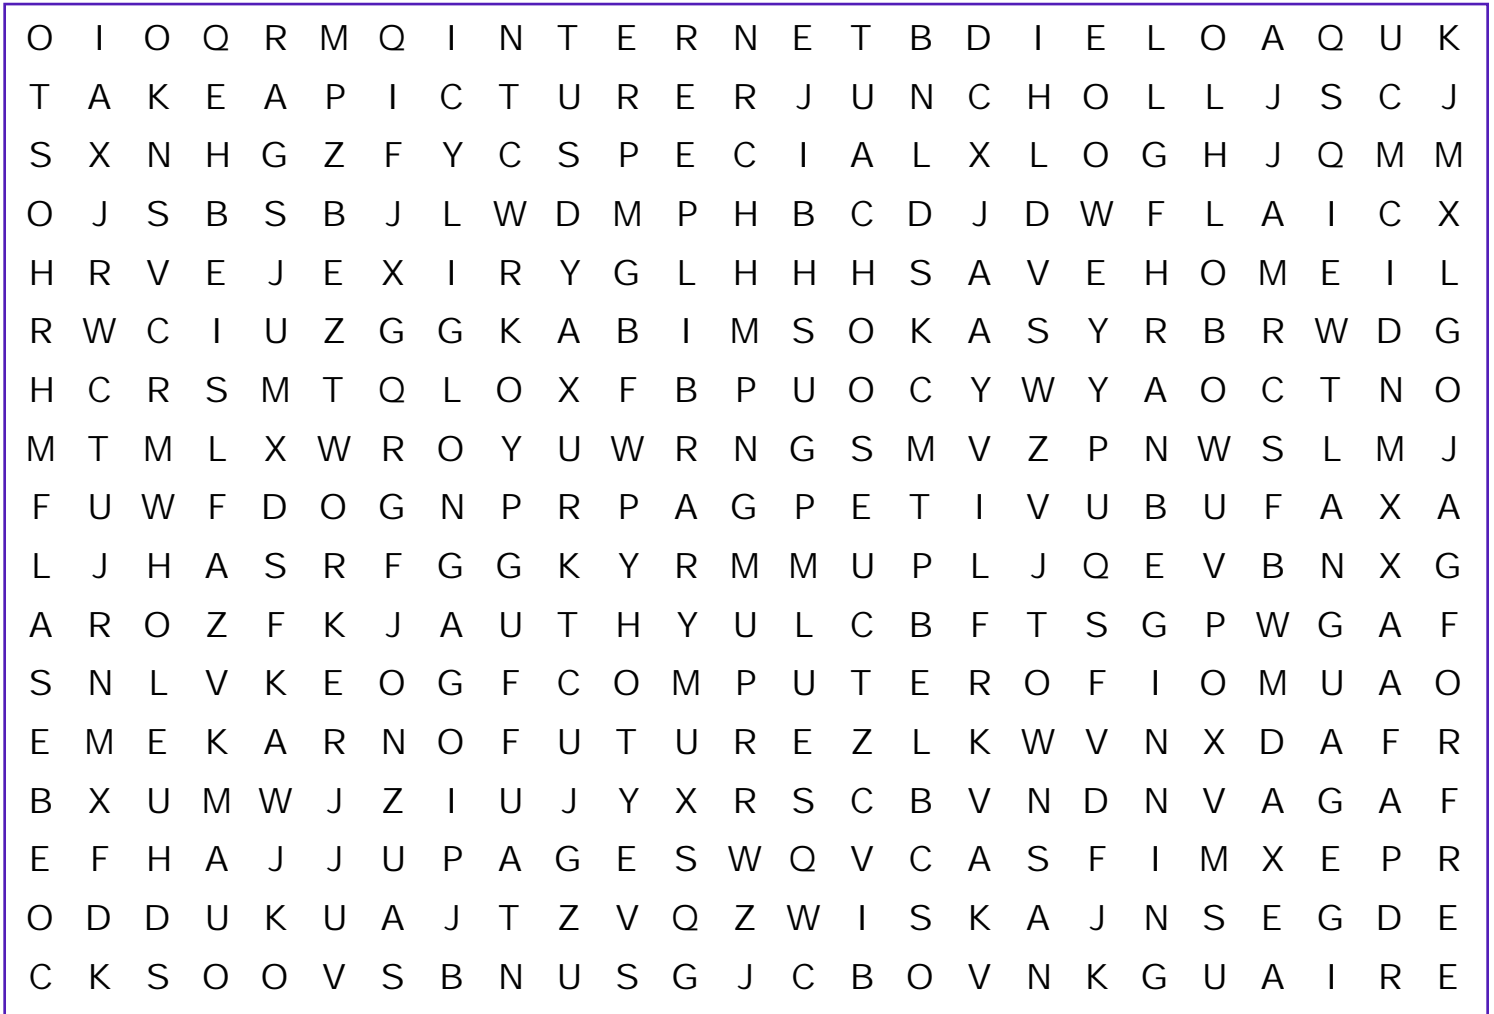 O I O Q R M Q I N T E R N E T B D I E L O A Q U K
T A K E A P I C T U R E R J U N C H O L L J S C J
S X N H G Z F Y C S P E C I A L X L O G H J Q M M
O J S B S B J L W D M P H B C D J D W F L A I C X
H R V E J E X I R Y G L H H H S A V E H O M E I L
R W C I U Z G G K A B I M S O K A S Y R B R W D G
H C R S M T Q L O X F B P U O C Y W Y A O C T N O
M T M L X W R O Y U W R N G S M V Z P N W S L M J
F U W F D O G N P R P A G P E T I V U B U F A X A
L J H A S R F G G K Y R M M U P L J Q E V B N X G
A R O Z F K J A U T H Y U L C B F T S G P W G A F
S N L V K E O G F C O M P U T E R O F I O M U A O
E M E K A R N O F U T U R E Z L K W V N X D A F R
B X U M W J Z I U J Y X R S C B V N D N V A G A F
E F H A J J U P A G E S W Q V C A S F I M X E P R
O D D U K U A J T Z V Q Z W I S K A J N S E G D E
C K S O O V S B N U S G J C B O V N K G U A I R E